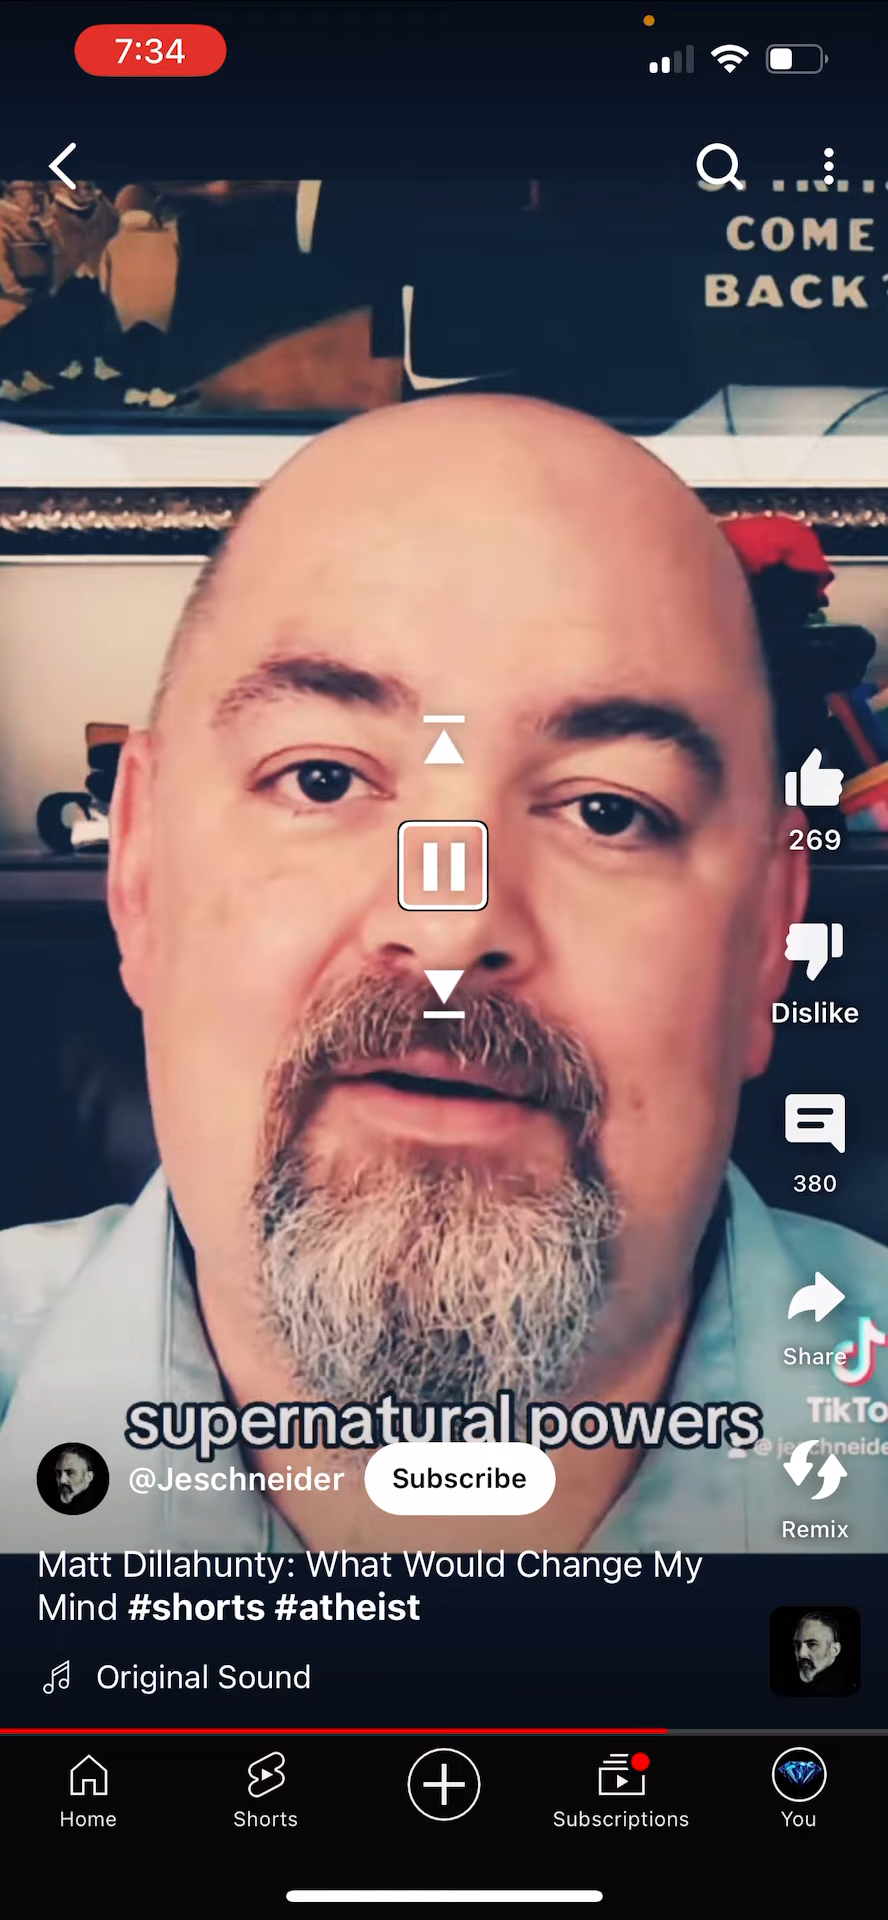 7:34
COME
BACK?
269
Dislike
380
Share
TikTo
supernatural powers
@Jeschneider
Subscribe
Remix
Matt Dillahunty: What Would Change My
Mind #shorts #atheist
Original Sound
Home
Shorts
Subscriptions
You